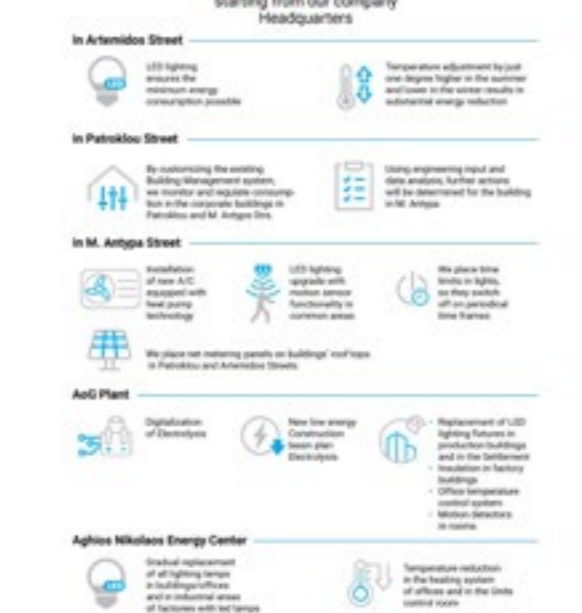 starting from our company
Headquarters
In Artemidos Street
LED lighting
ensures the
minimum energy
consumption possible
Temperature adjustment by just
one degree higher in the summer
and lower in the winter results in
substantial energy reduction
In Patroklou Street
By customizing the existing
Building Management system,
we monitor and regulate consump-
tion in the corporate buildings in
Patroklou and M. Antypa Strs.
Using engineering input and
data analysis, further actions
will be determined for the building
in M. Antypa
In M. Antypa Street
Installation
of new A/C
equipped with
heat pump
technology
LED lighting
upgrade with
motion sensor
functionality in
common areas
We place time
limits in lights,
so they switch
off on periodical
time frames
We place net metering panels on buildings' roof tops
in Patroklou and Artemidos Streets
AoG Plant
Digitalization
of Electrolysis
New line energy
Construction
beam plan
Electrolysis
- Replacement of LED
lighting fixtures in
production buildings
and in the Settlement
- Insulation in factory
buildings
- Office temperature
control system
- Motion detectors
in rooms
Aghios Nikolaos Energy Center
LED
Gradual replacement
of all lighting lamps
in buildings/offices
and in industrial areas
of factories with led lamps
Temperature reduction
in the heating system
of offices and in the Units
control room